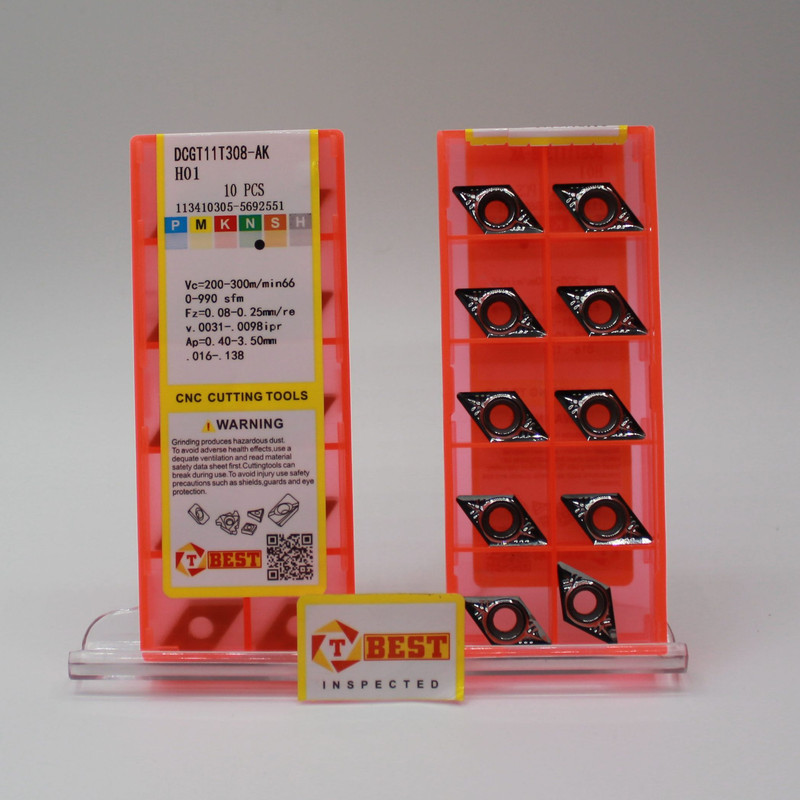 DCGT11T308-AK
H01
10 PCS
113410305-5692551
P M K N S H
Vc=200-300m/min66
0-990 sfm
Fz=0.08-0.25mm/re
v.0031-.0098ipr
Ap=0.40-3.50mm
.016-.138
CNC CUTTING TOOLS
WARNING
Grinding produces hazardous dust.
To avoid adverse health effects,use a
dequate ventilation and read material
safety data sheet first.Cuttingtools can
break during use.To avoid injury use safety
precautions such as shields,guards and eye
protection.
T BEST
T BEST
INSPECTED